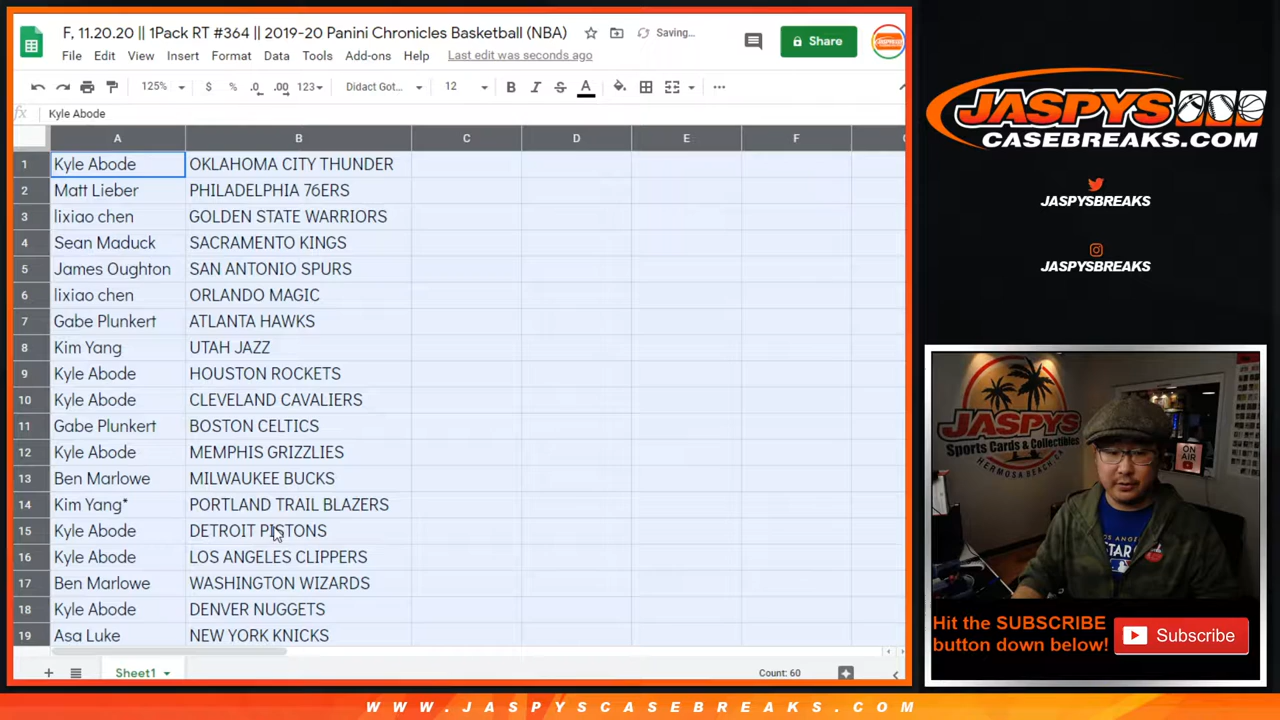 F, 11.20.20 || 1Pack RT #364 || 2019-20 Panini Chronicles Basketball (NBA)
Saving...
Share
File Edit View Insert Format Data Tools Add-ons Help Last edit was seconds ago
125% $ % .0 .00 123 Didact Got... 12 B I S A
fx Kyle Abode
A B C D E F
1 Kyle Abode OKLAHOMA CITY THUNDER
2 Matt Lieber PHILADELPHIA 76ERS
3 lixiao chen GOLDEN STATE WARRIORS
4 Sean Maduck SACRAMENTO KINGS
5 James Oughton SAN ANTONIO SPURS
6 lixiao chen ORLANDO MAGIC
7 Gabe Plunkert ATLANTA HAWKS
8 Kim Yang UTAH JAZZ
9 Kyle Abode HOUSTON ROCKETS
10 Kyle Abode CLEVELAND CAVALIERS
11 Gabe Plunkert BOSTON CELTICS
12 Kyle Abode MEMPHIS GRIZZLIES
13 Ben Marlowe MILWAUKEE BUCKS
14 Kim Yang* PORTLAND TRAIL BLAZERS
15 Kyle Abode DETROIT PISTONS
16 Kyle Abode LOS ANGELES CLIPPERS
17 Ben Marlowe WASHINGTON WIZARDS
18 Kyle Abode DENVER NUGGETS
19 Asa Luke NEW YORK KNICKS
Sheet1
Count: 60
JASPYS
CASEBREAKS.COM
JASPYSBREAKS
JASPYSBREAKS
JASPYS
Sports Cards & Collectibles
HERMOSA BEACH, CA
ON AIR
LOS ANGELES
STAR
Hit the SUBSCRIBE
button down below!
Subscribe
WWW.JASPYSCASEBREAKS.COM